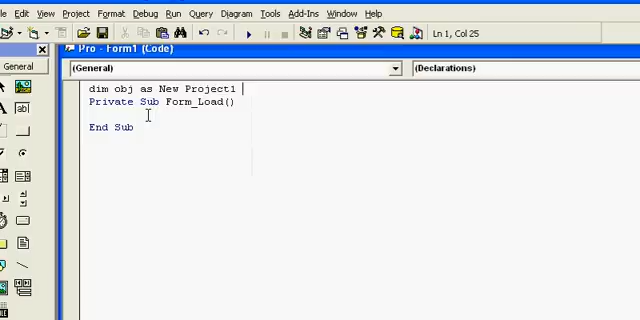 File Edit View Project Format Debug Run Query Diagram Tools Add-Ins Window Help
Ln 1, Col 25
Pro - Form1 (Code)
General
(General)
(Declarations)
dim obj as New Project1
Private Sub Form_Load()
End Sub